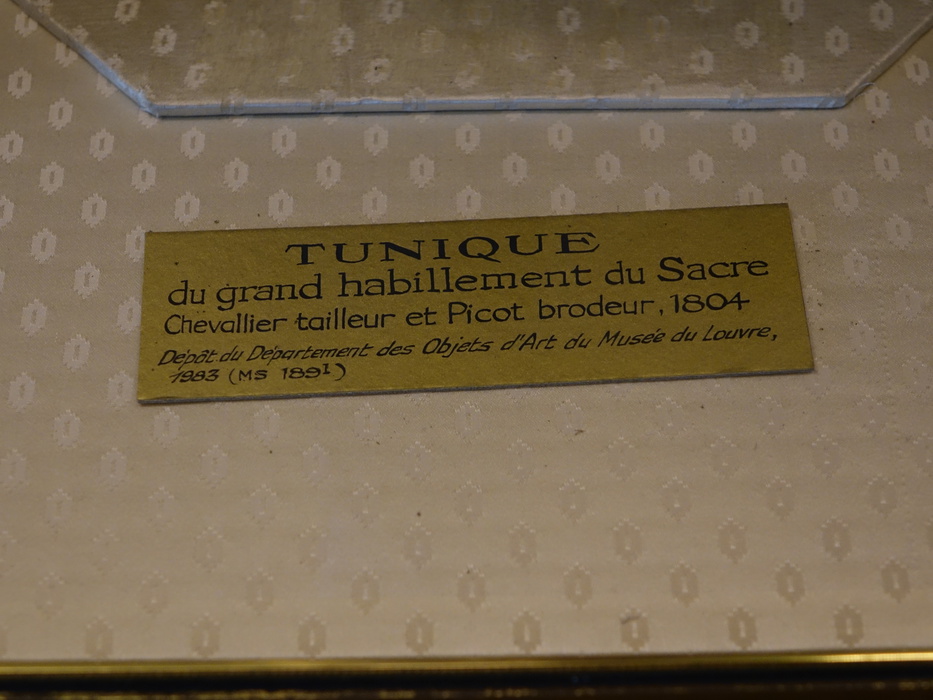 TUNIQUE
du grand habillement du Sacre
Chevallier tailleur et Picot brodeur, 1804
Dépôt du Département des Objets d'Art du Musée du Louvre,
1983 (MS 189¹)